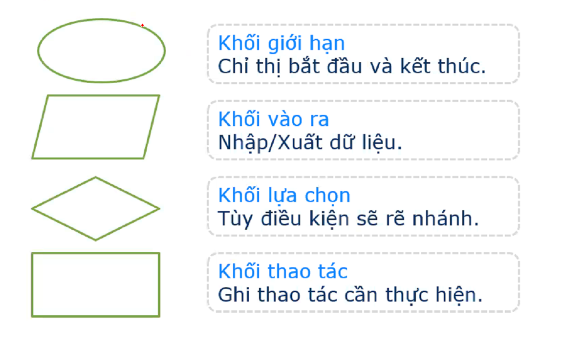 Khối giới hạn
Chỉ thị bắt đầu và kết thúc.
Khối vào ra
Nhập/Xuất dữ liệu.
Khối lựa chọn
Tùy điều kiện sẽ rẽ nhánh.
Khối thao tác
Ghi thao tác cần thực hiện.